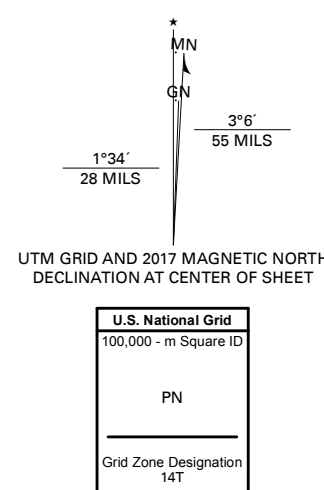 ★
MN
GN
3°6´
55 MILS
1°34´
28 MILS
UTM GRID AND 2017 MAGNETIC NORTH
DECLINATION AT CENTER OF SHEET
U.S. National Grid
100,000 - m Square ID
PN
Grid Zone Designation
14T